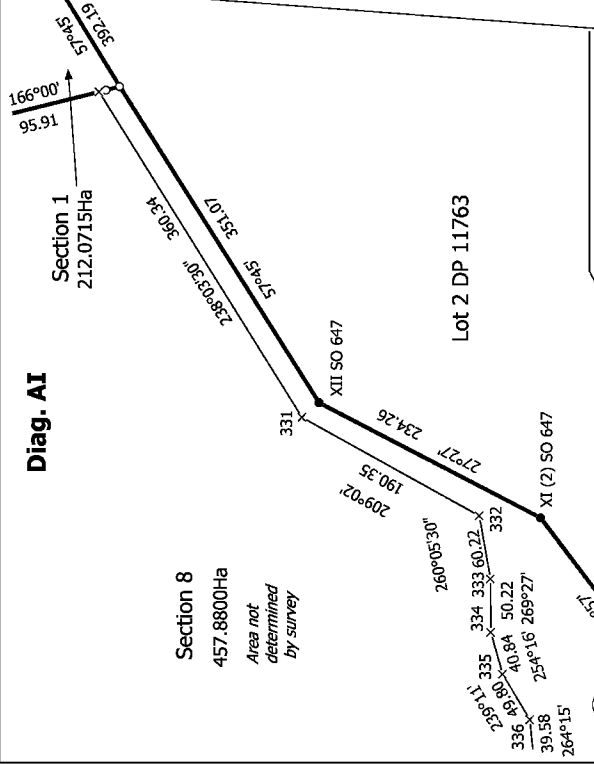 392.19
57°45'
166°00'
95.91
Section 1
212.0715Ha
360.34
351.07
238°03'30"
57°45'
Lot 2 DP 11763
Diag. AI
XII SO 647
331
234.26
27°27'
190.35
209°02'
XI (2) SO 647
332
260°05'30"
60.22
Section 8
457.8800Ha
Area not
determined
by survey
333
50.22
269°27'
334
40.84
254°16'
335
49.80
239°11'
336
39.58
264°15'